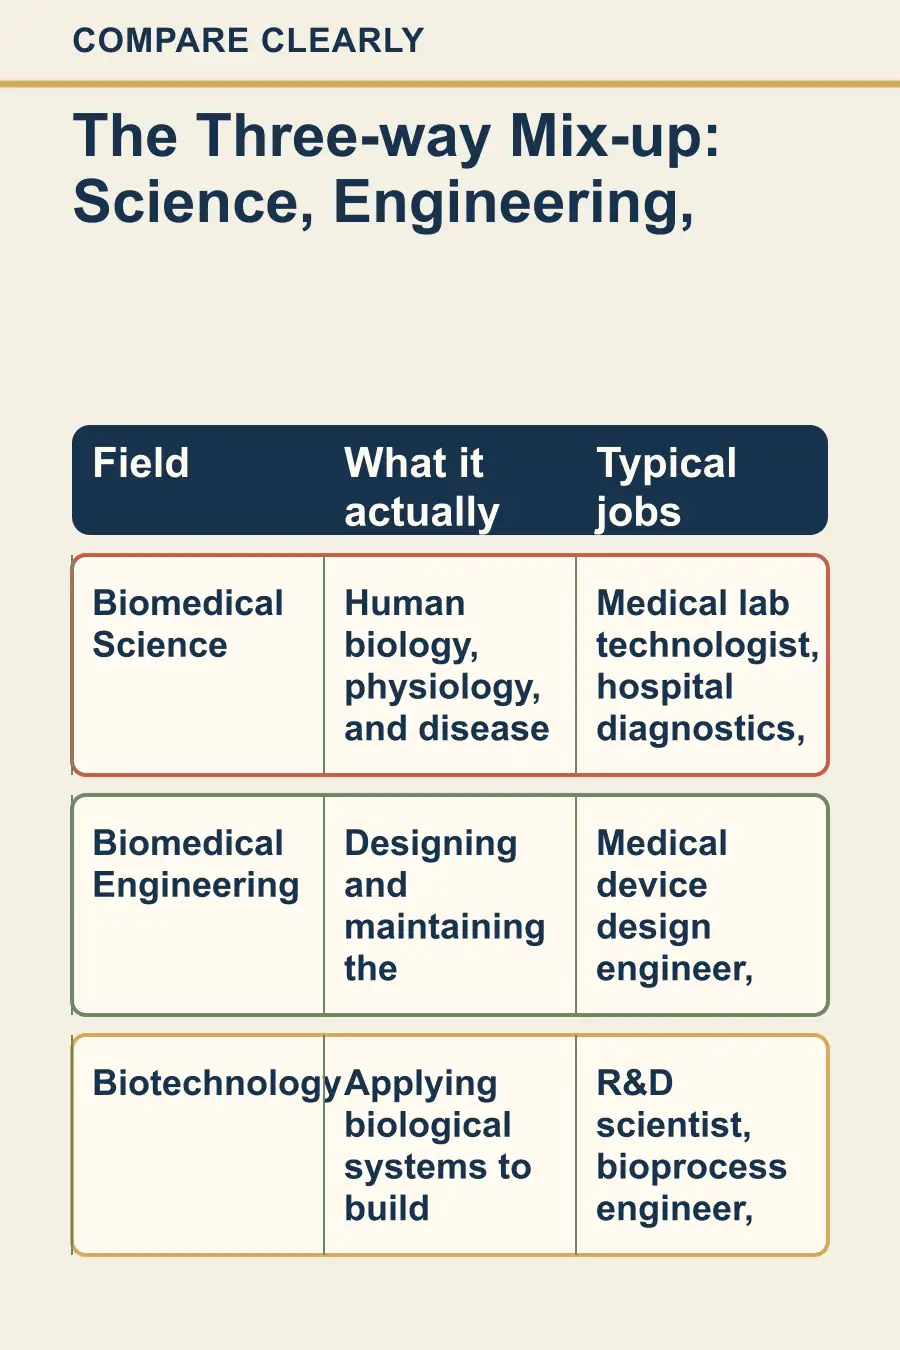 COMPARE CLEARLY
The Three-way Mix-up:
Science, Engineering,
Field
What it
actually
Typical
jobs
Biomedical
Science
Human
biology,
physiology,
and disease
Medical lab
technologist,
hospital
diagnostics,
Biomedical
Engineering
Designing
and
maintaining
the
Medical
device
design
engineer,
Biotechnology
Applying
biological
systems to
build
R&D
scientist,
bioprocess
engineer,